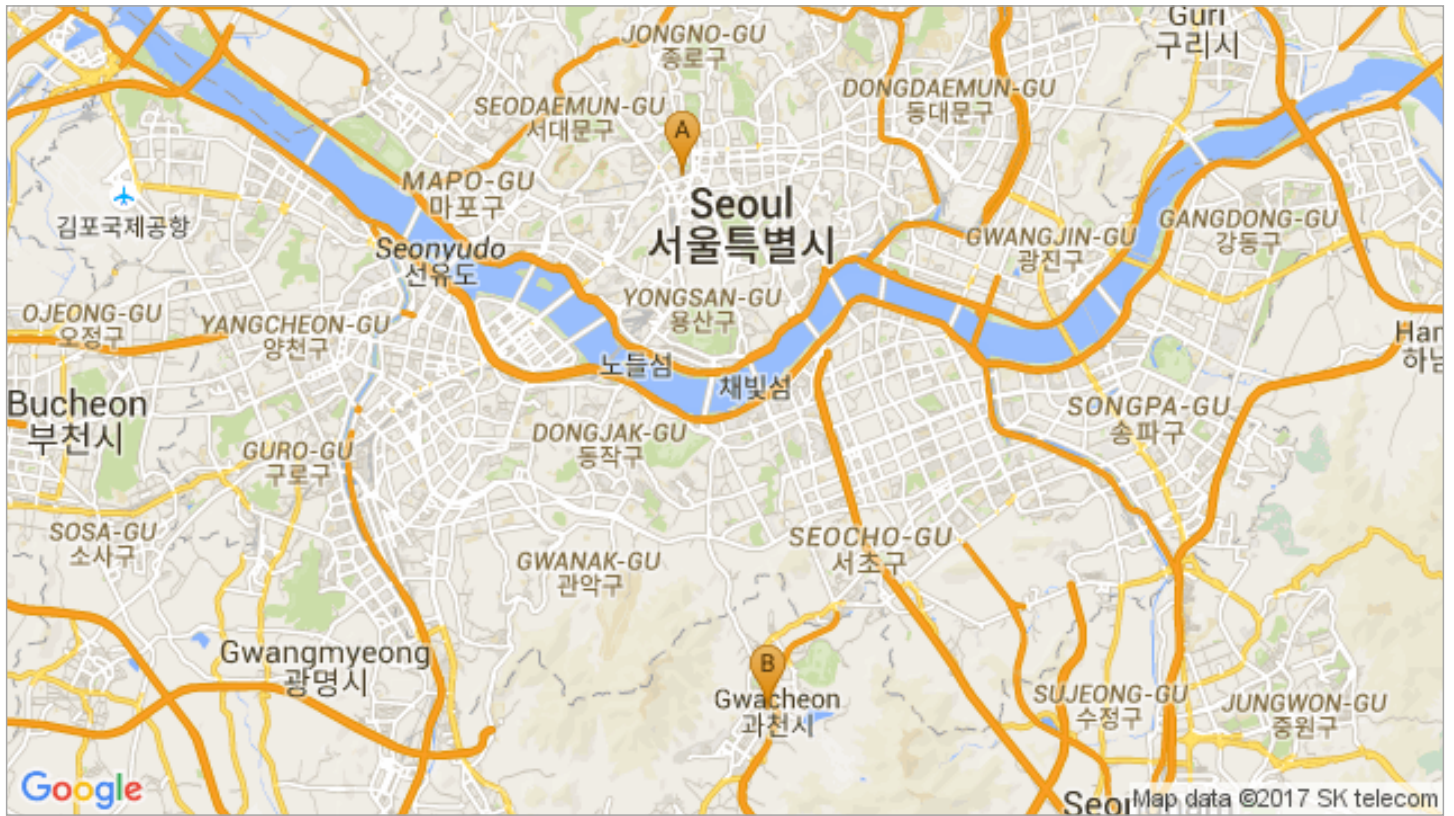 Guri
구리시
JONGNO-GU
종로구
DONGDAEMUN-GU
동대문구
SEODAEMUN-GU
서대문구
A
MAPO-GU
마포구
Seoul
서울특별시
김포국제공항
GANGDONG-GU
강동구
GWANGJIN-GU
광진구
Seonyudo
선유도
YONGSAN-GU
용산구
OJEONG-GU
오정구
YANGCHEON-GU
양천구
노들섬
채빛섬
Bucheon
부천시
SONGPA-GU
송파구
DONGJAK-GU
동작구
GURO-GU
구로구
SOSA-GU
소사구
SEOCHO-GU
서초구
GWANAK-GU
관악구
Gwangmyeong
광명시
B
Gwacheon
과천시
SUJEONG-GU
수정구
JUNGWON-GU
중원구
Google
Map data ©2017 SK telecom